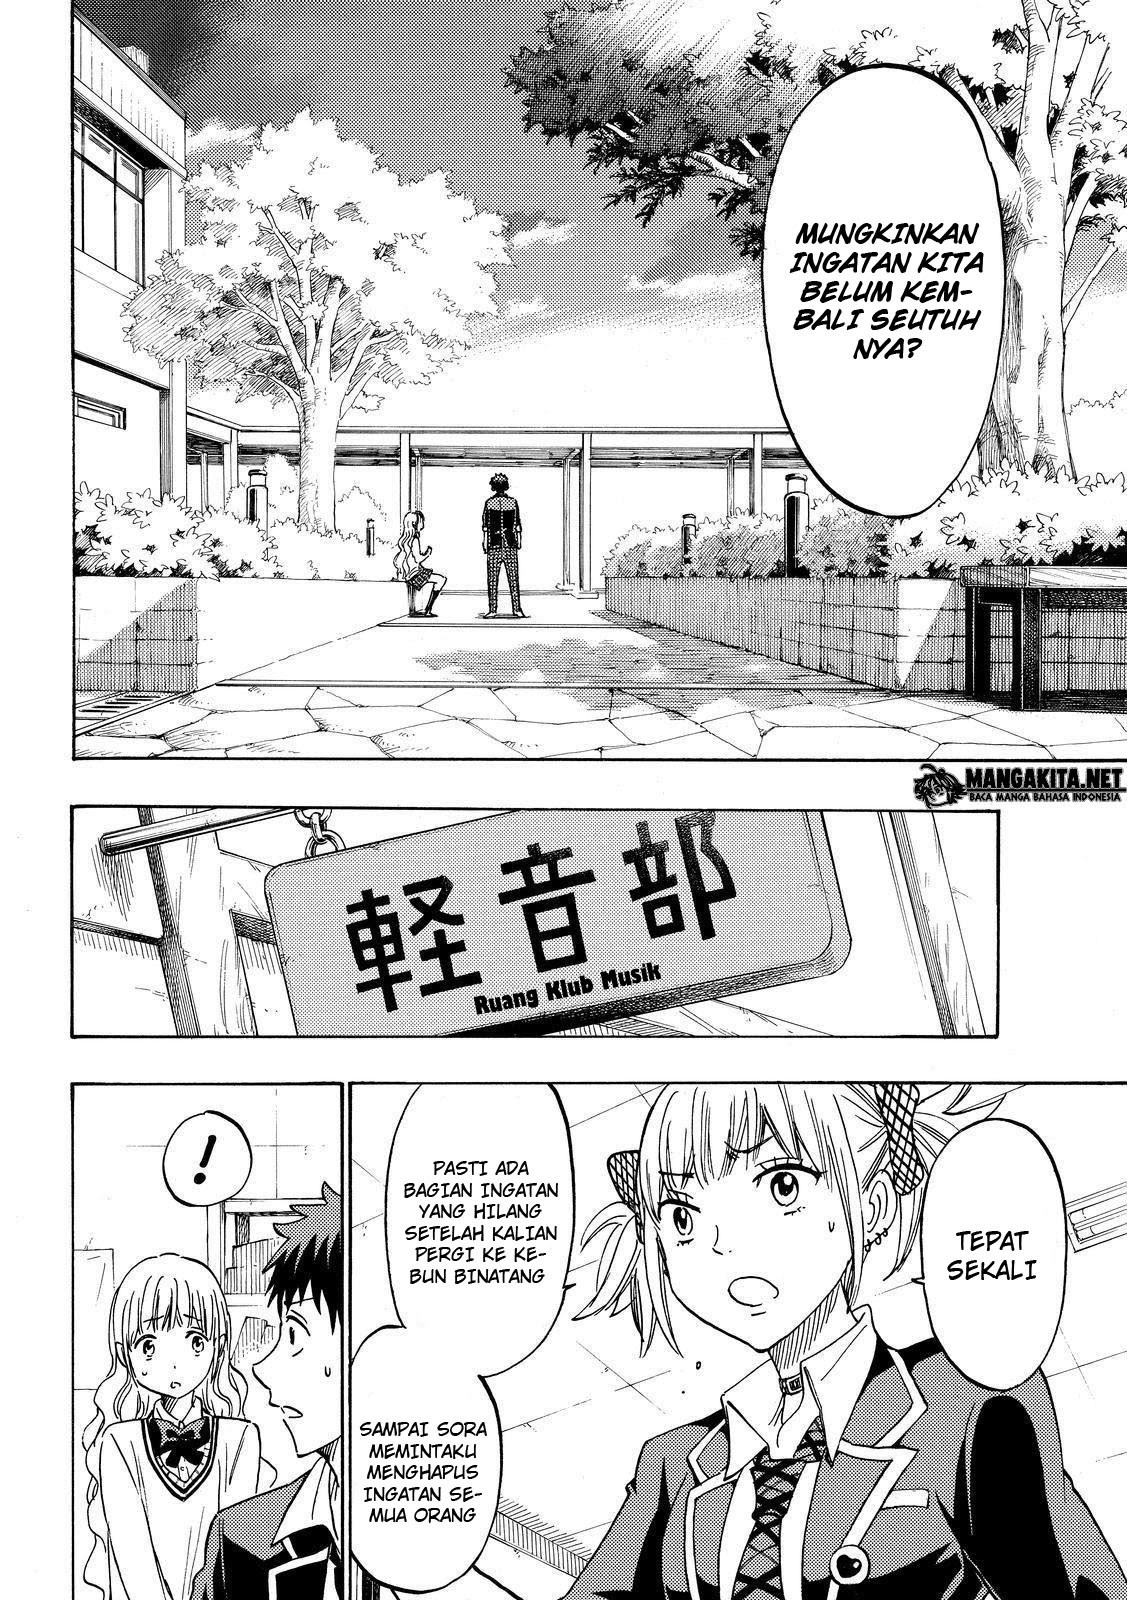 MUNGKINKAN
INGATAN KITA
BELUM KEM-
BALI SEUTUH
NYA?
MANGAKITA.NET
BACA MANGA BAHASA INDONESIA
軽音部
Ruang Klub Musik
TEPAT
SEKALI
PASTI ADA
BAGIAN INGATAN
YANG HILANG
SETELAH KALIAN
PERGI KE KE-
BUN BINATANG
SAMPAI SORA
MEMINTAKU
MENGHAPUS
INGATAN SE-
MUA ORANG
!